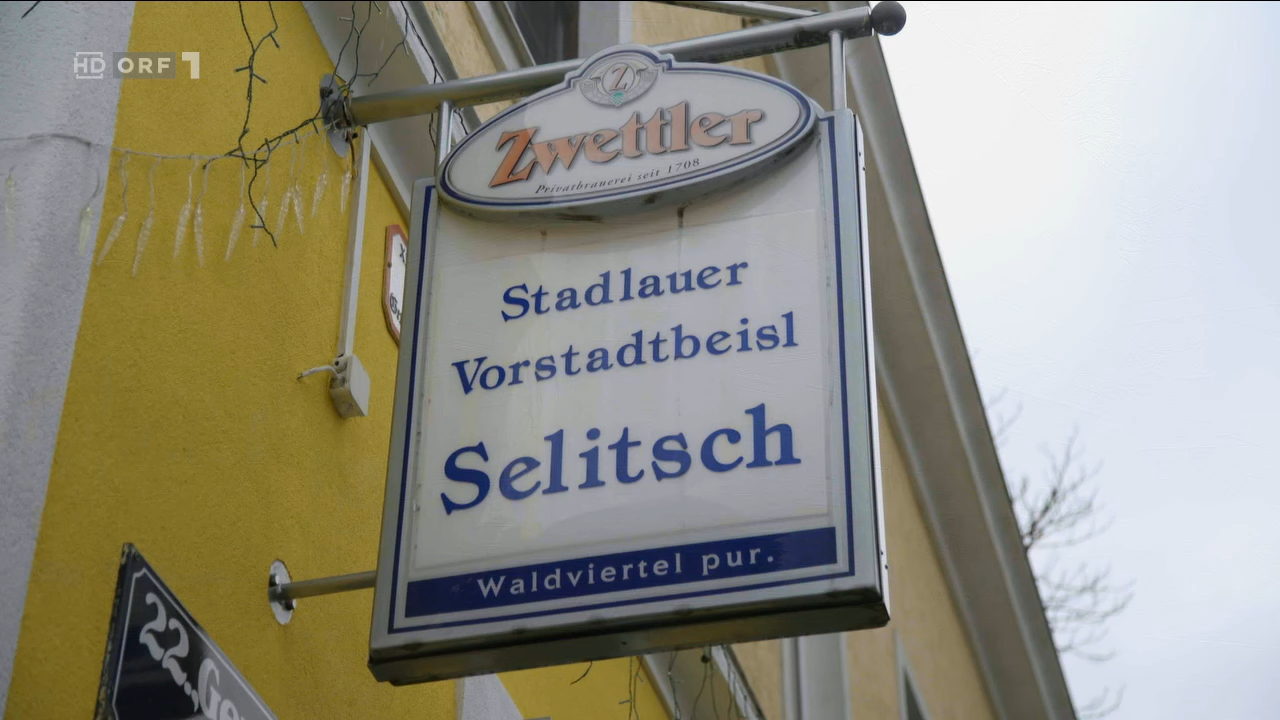 HD ORF 1
Z
Zwettler
Privatbrauerei seit 1708
Stadlauer
Vorstadtbeisl
Selitsch
Waldviertel pur.
22.,